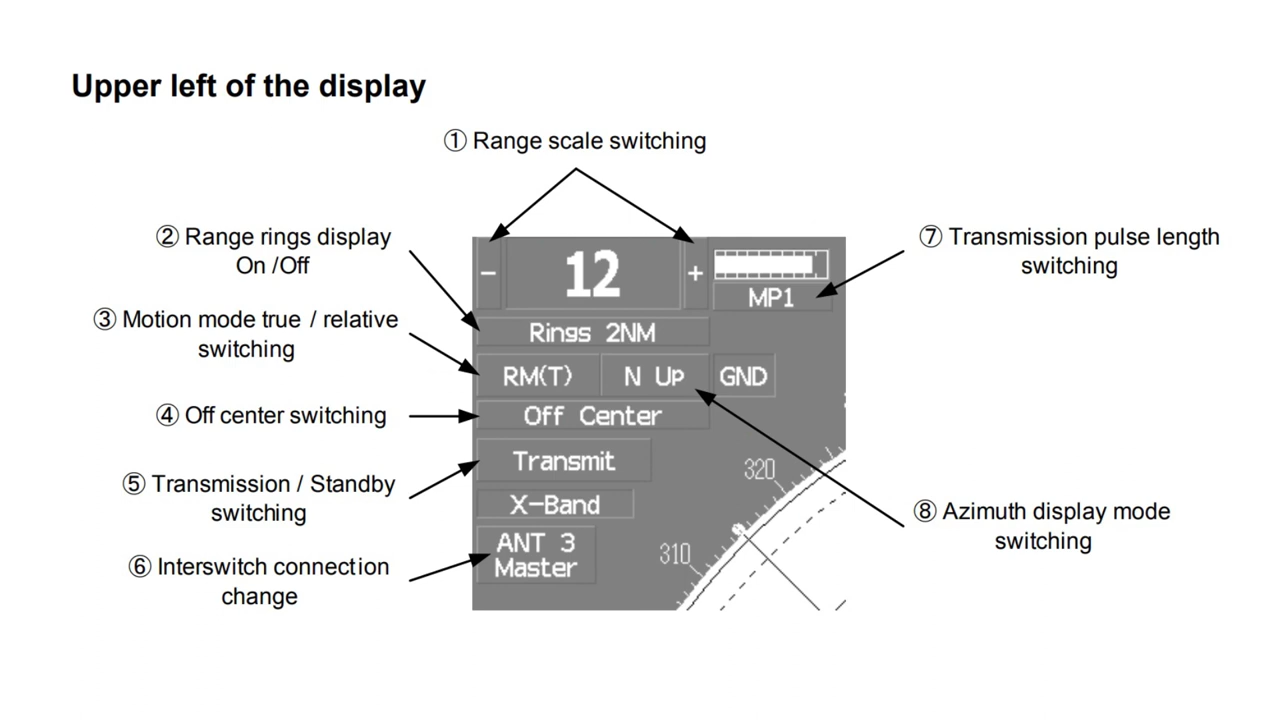 Upper left of the display
① Range scale switching
② Range rings display
On /Off
③ Motion mode true / relative
switching
④ Off center switching
⑤ Transmission / Standby
switching
⑥ Interswitch connection
change
− 12 +
MP1
Rings 2NM
RM(T) N Up GND
Off Center
Transmit
X-Band
ANT 3
Master
320
310
⑦ Transmission pulse length
switching
⑧ Azimuth display mode
switching